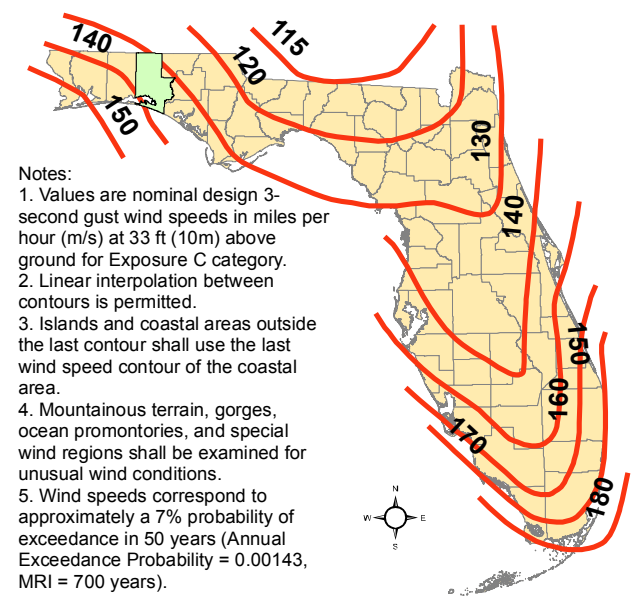 140
115
120
150
130
140
150
160
170
180
Notes:
1. Values are nominal design 3-
second gust wind speeds in miles per
hour (m/s) at 33 ft (10m) above
ground for Exposure C category.
2. Linear interpolation between
contours is permitted.
3. Islands and coastal areas outside
the last contour shall use the last
wind speed contour of the coastal
area.
4. Mountainous terrain, gorges,
ocean promontories, and special
wind regions shall be examined for
unusual wind conditions.
5. Wind speeds correspond to
approximately a 7% probability of
exceedance in 50 years (Annual
Exceedance Probability = 0.00143,
MRI = 700 years).
N
W E
S